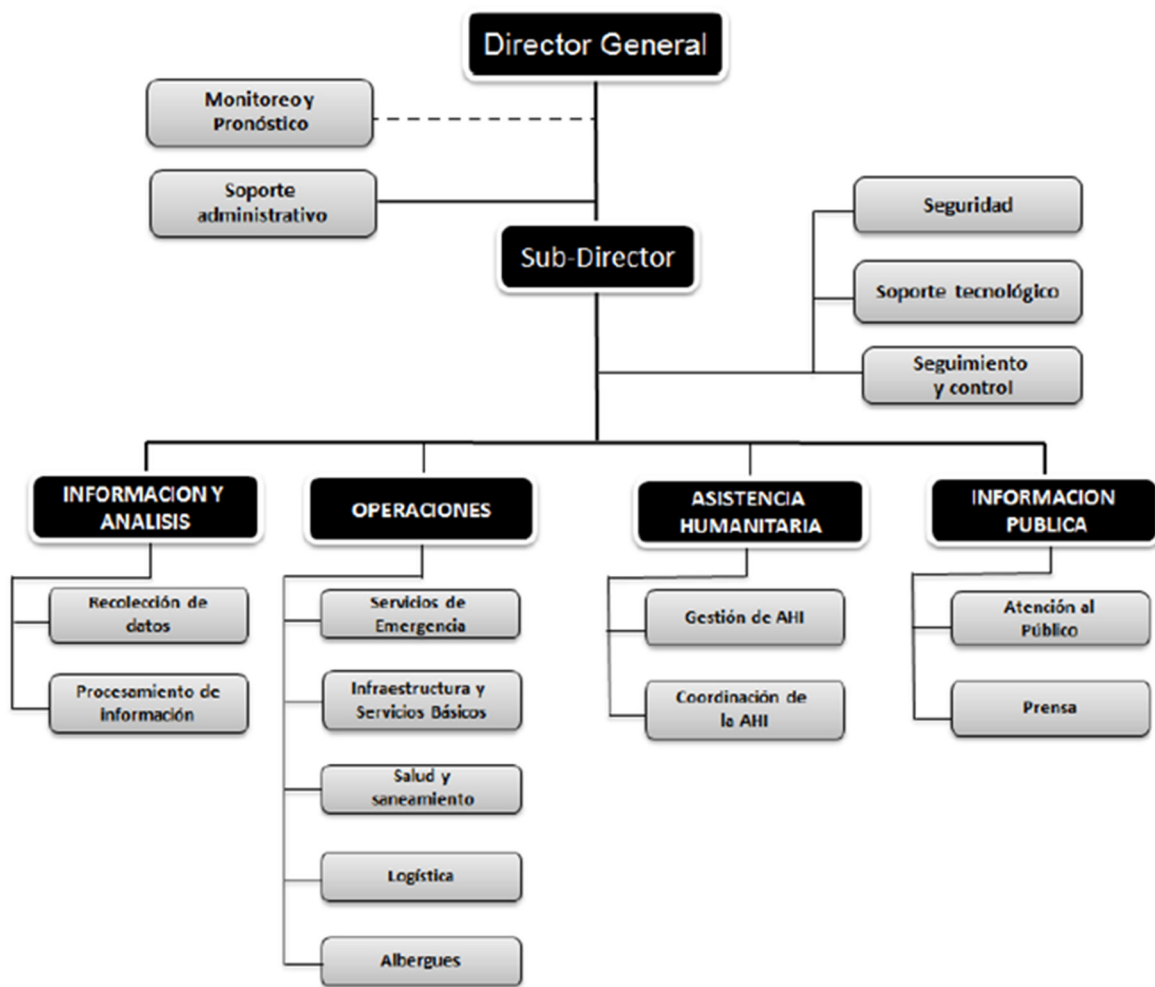 Director General
Monitoreo y
Pronóstico
Soporte
administrativo
Sub-Director
Seguridad
Soporte tecnológico
Seguimiento
y control
INFORMACION Y
ANALISIS
Recolección de
datos
Procesamiento de
información
OPERACIONES
Servicios de
Emergencia
Infraestructura y
Servicios Básicos
Salud y
saneamiento
Logística
Albergues
ASISTENCIA
HUMANITARIA
Gestión de AHI
Coordinación de
la AHI
INFORMACION
PUBLICA
Atención al
Público
Prensa